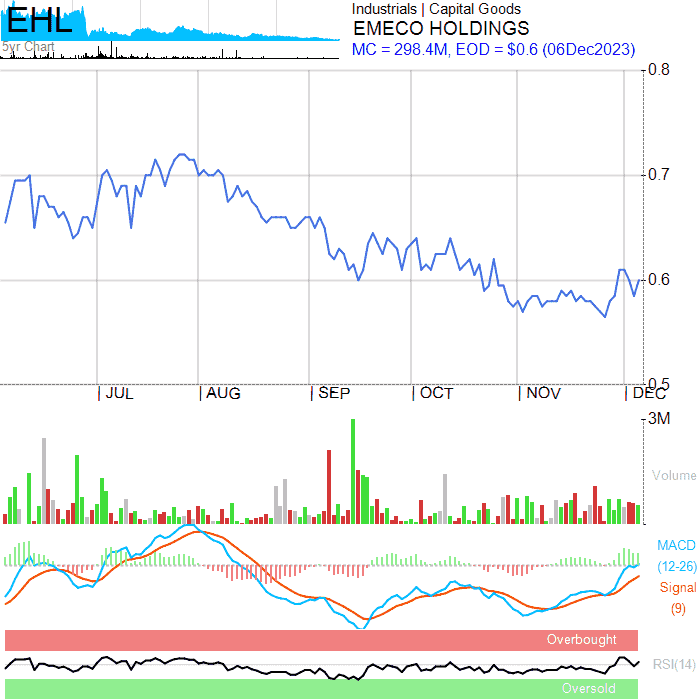 EHL
5yr Chart
Industrials | Capital Goods
EMECO HOLDINGS
MC = 298.4M, EOD = $0.6 (06Dec2023)
0.8
0.7
0.6
0.5
| JUL | AUG | SEP | OCT | NOV | DEC
3M
Volume
MACD
(12-26)
Signal
(9)
Overbought
RSI(14)
Oversold